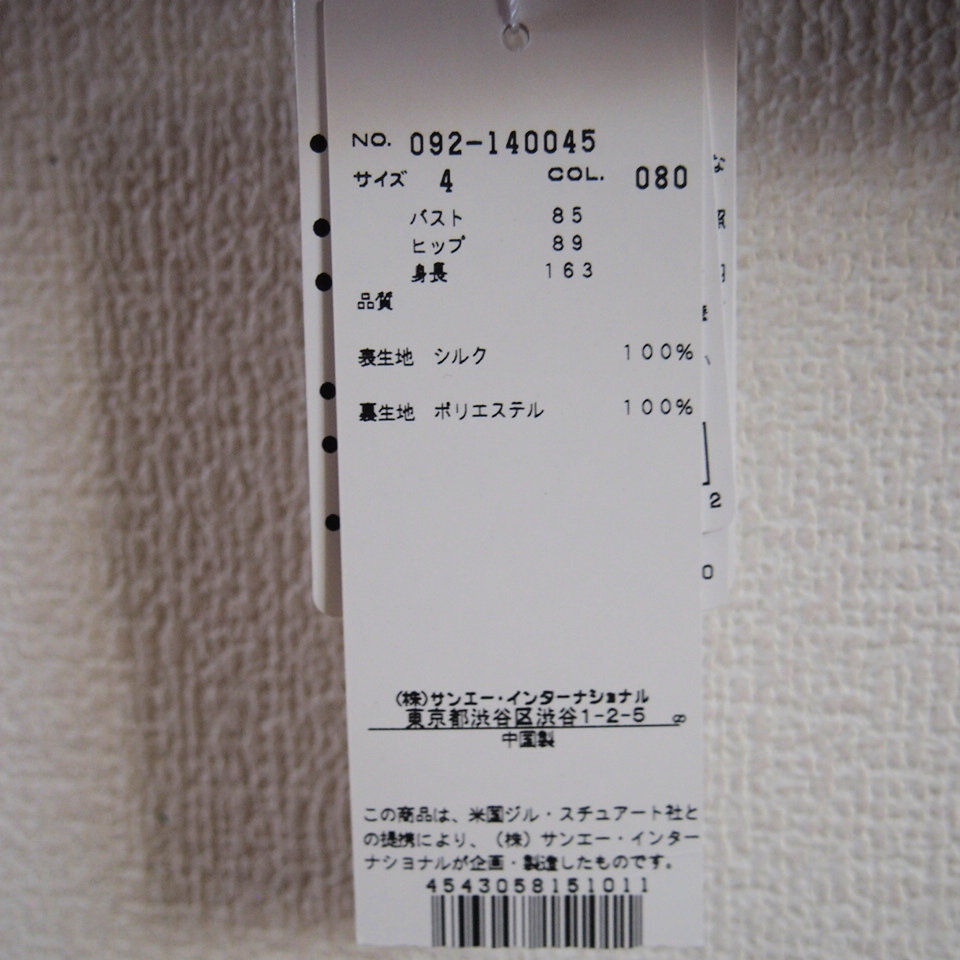 NO. 092-140045
サイズ 4 COL. 080
バスト 85
ヒップ 89
身長 163
品質
表生地 シルク 100%
裏生地 ポリエステル 100%
(株)サンエー・インターナショナル
東京都渋谷区渋谷1-2-5
中国製
この商品は、米国ジル・スチュアート社と
の提携により、(株)サンエー・インター
ナショナルが企画・製造したものです。
4543058151011
な
2
0